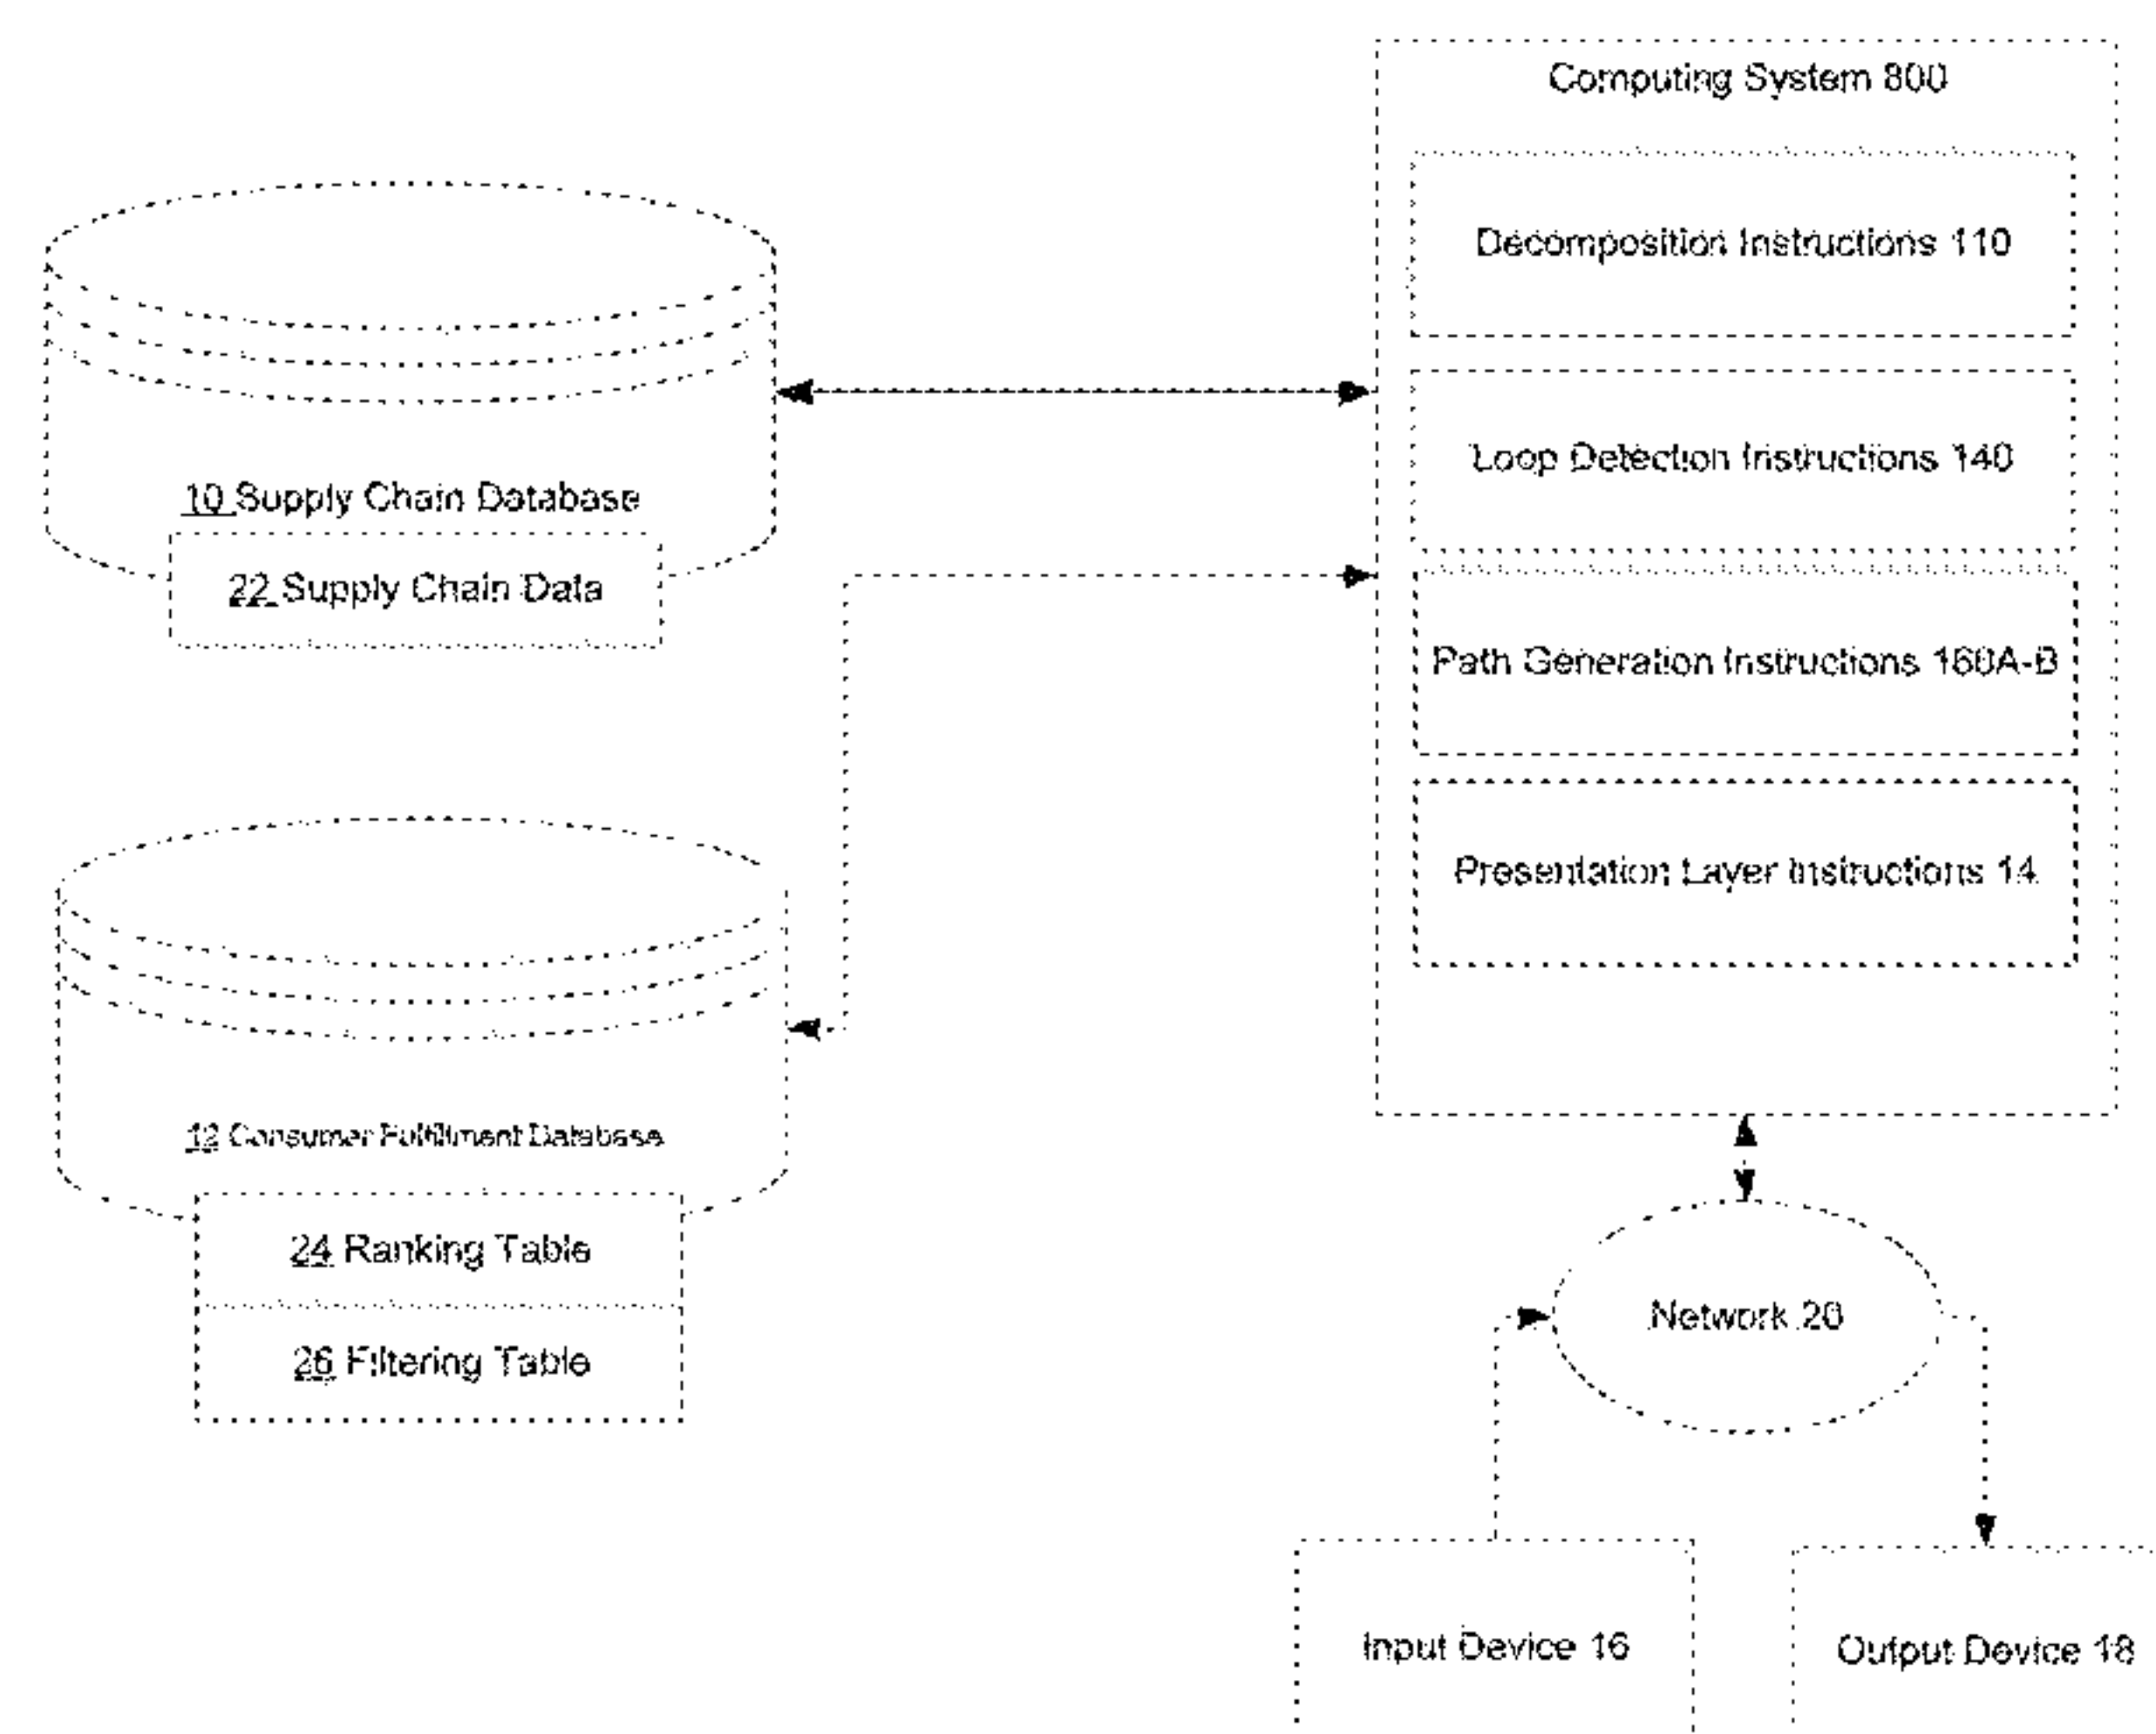 Computing System 800
Decomposition Instructions 110
Loop Detection Instructions 140
Path Generation Instructions 160A-B
Presentation Layer Instructions 14
10 Supply Chain Database
22 Supply Chain Data
12 Consumer Fulfillment Database
24 Ranking Table
26 Filtering Table
Network 20
Input Device 16
Output Device 18